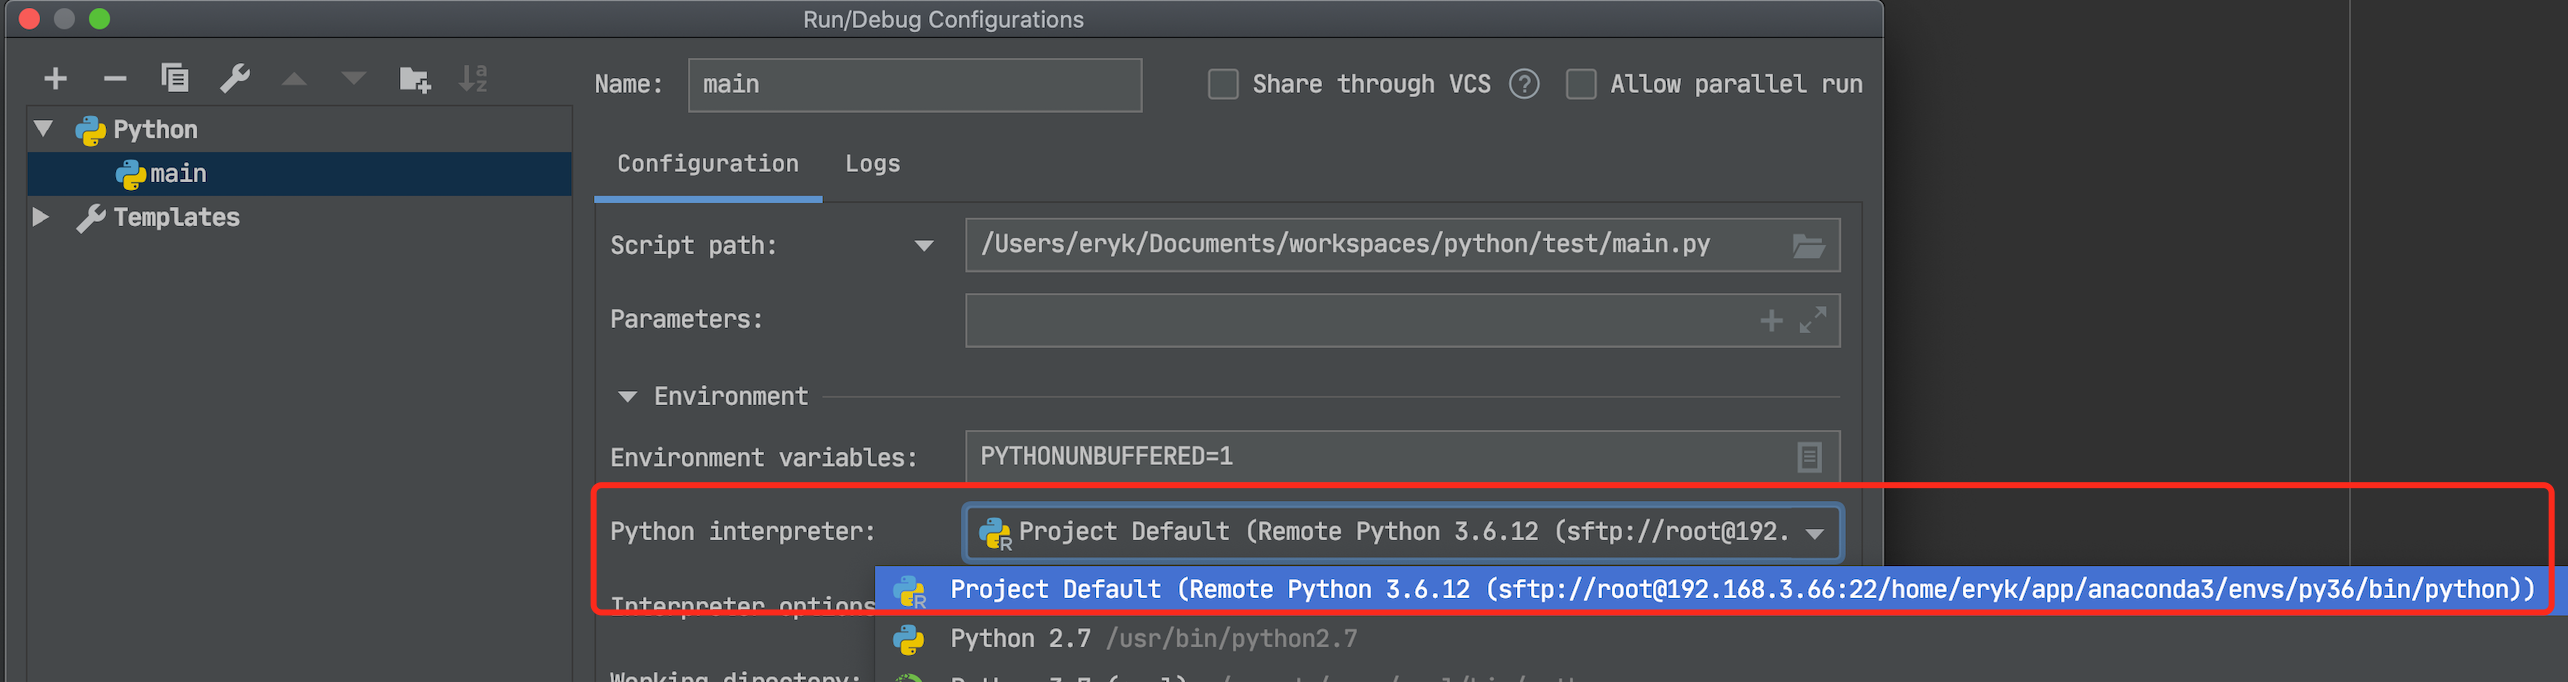 Run/Debug Configurations
Name: main Share through VCS ? Allow parallel run
Python
main
Templates
Configuration Logs
Script path: /Users/eryk/Documents/workspaces/python/test/main.py
Parameters:
Environment
Environment variables: PYTHONUNBUFFERED=1
Python interpreter: Project Default (Remote Python 3.6.12 (sftp://root@192.
Project Default (Remote Python 3.6.12 (sftp://root@192.168.3.66:22/home/eryk/app/anaconda3/envs/py36/bin/python))
Interpreter options
Python 2.7 /usr/bin/python2.7
Working directory: